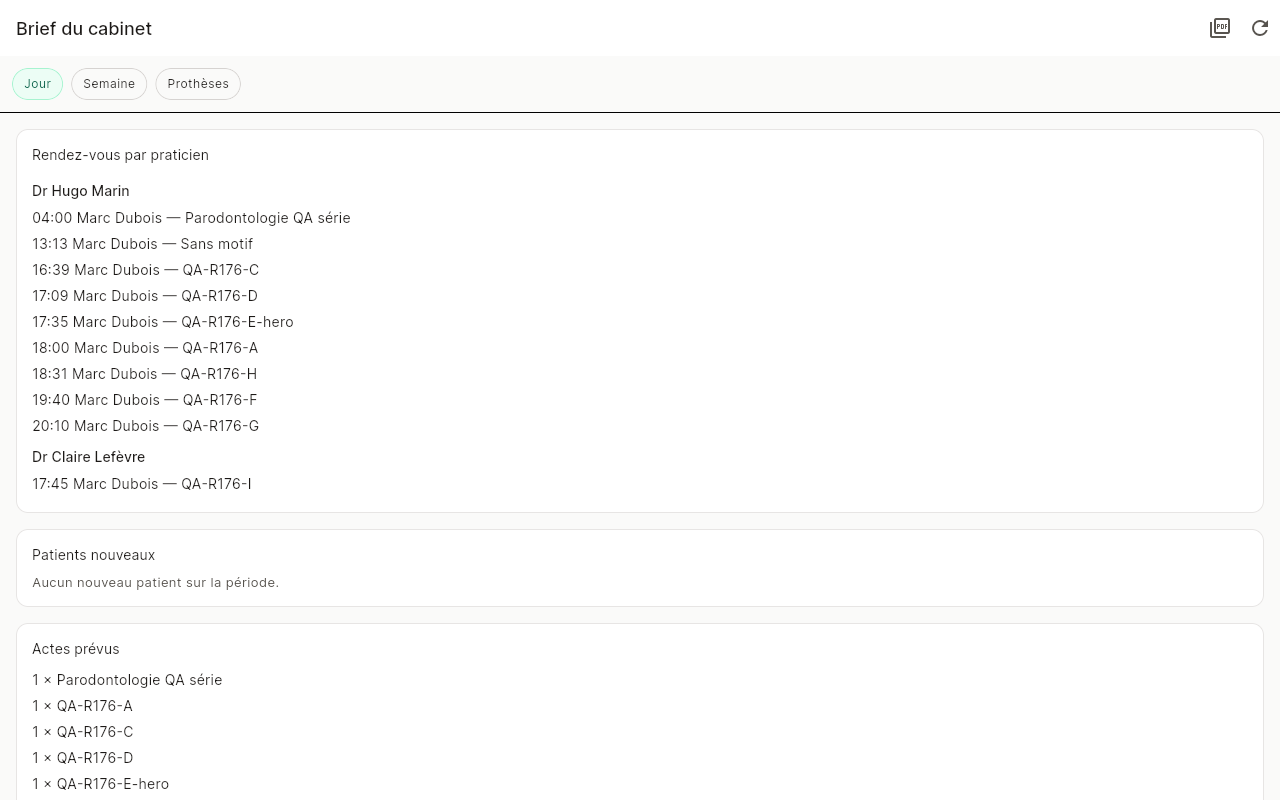 Brief du cabinet
PDF
Jour
Semaine
Prothèses
Rendez-vous par praticien
Dr Hugo Marin
04:00 Marc Dubois — Parodontologie QA série
13:13 Marc Dubois — Sans motif
16:39 Marc Dubois — QA-R176-C
17:09 Marc Dubois — QA-R176-D
17:35 Marc Dubois — QA-R176-E-hero
18:00 Marc Dubois — QA-R176-A
18:31 Marc Dubois — QA-R176-H
19:40 Marc Dubois — QA-R176-F
20:10 Marc Dubois — QA-R176-G
Dr Claire Lefèvre
17:45 Marc Dubois — QA-R176-I
Patients nouveaux
Aucun nouveau patient sur la période.
Actes prévus
1 × Parodontologie QA série
1 × QA-R176-A
1 × QA-R176-C
1 × QA-R176-D
1 × QA-R176-E-hero